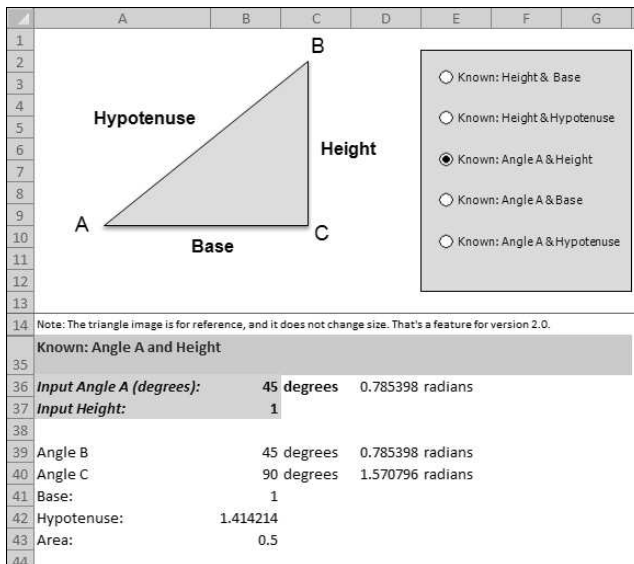 A B C D E F G
1
2
3
4
5
6
7
8
9
10
11
12
13
B
Hypotenuse
Height
A
C
Base
Known: Height & Base
Known: Height & Hypotenuse
Known: Angle A & Height
Known: Angle A & Base
Known: Angle A & Hypotenuse
14 Note: The triangle image is for reference, and it does not change size. That's a feature for version 2.0.
35 Known: Angle A and Height
36 Input Angle A (degrees): 45 degrees 0.785398 radians
37 Input Height: 1
38
39 Angle B 45 degrees 0.785398 radians
40 Angle C 90 degrees 1.570796 radians
41 Base: 1
42 Hypotenuse: 1.414214
43 Area: 0.5
44